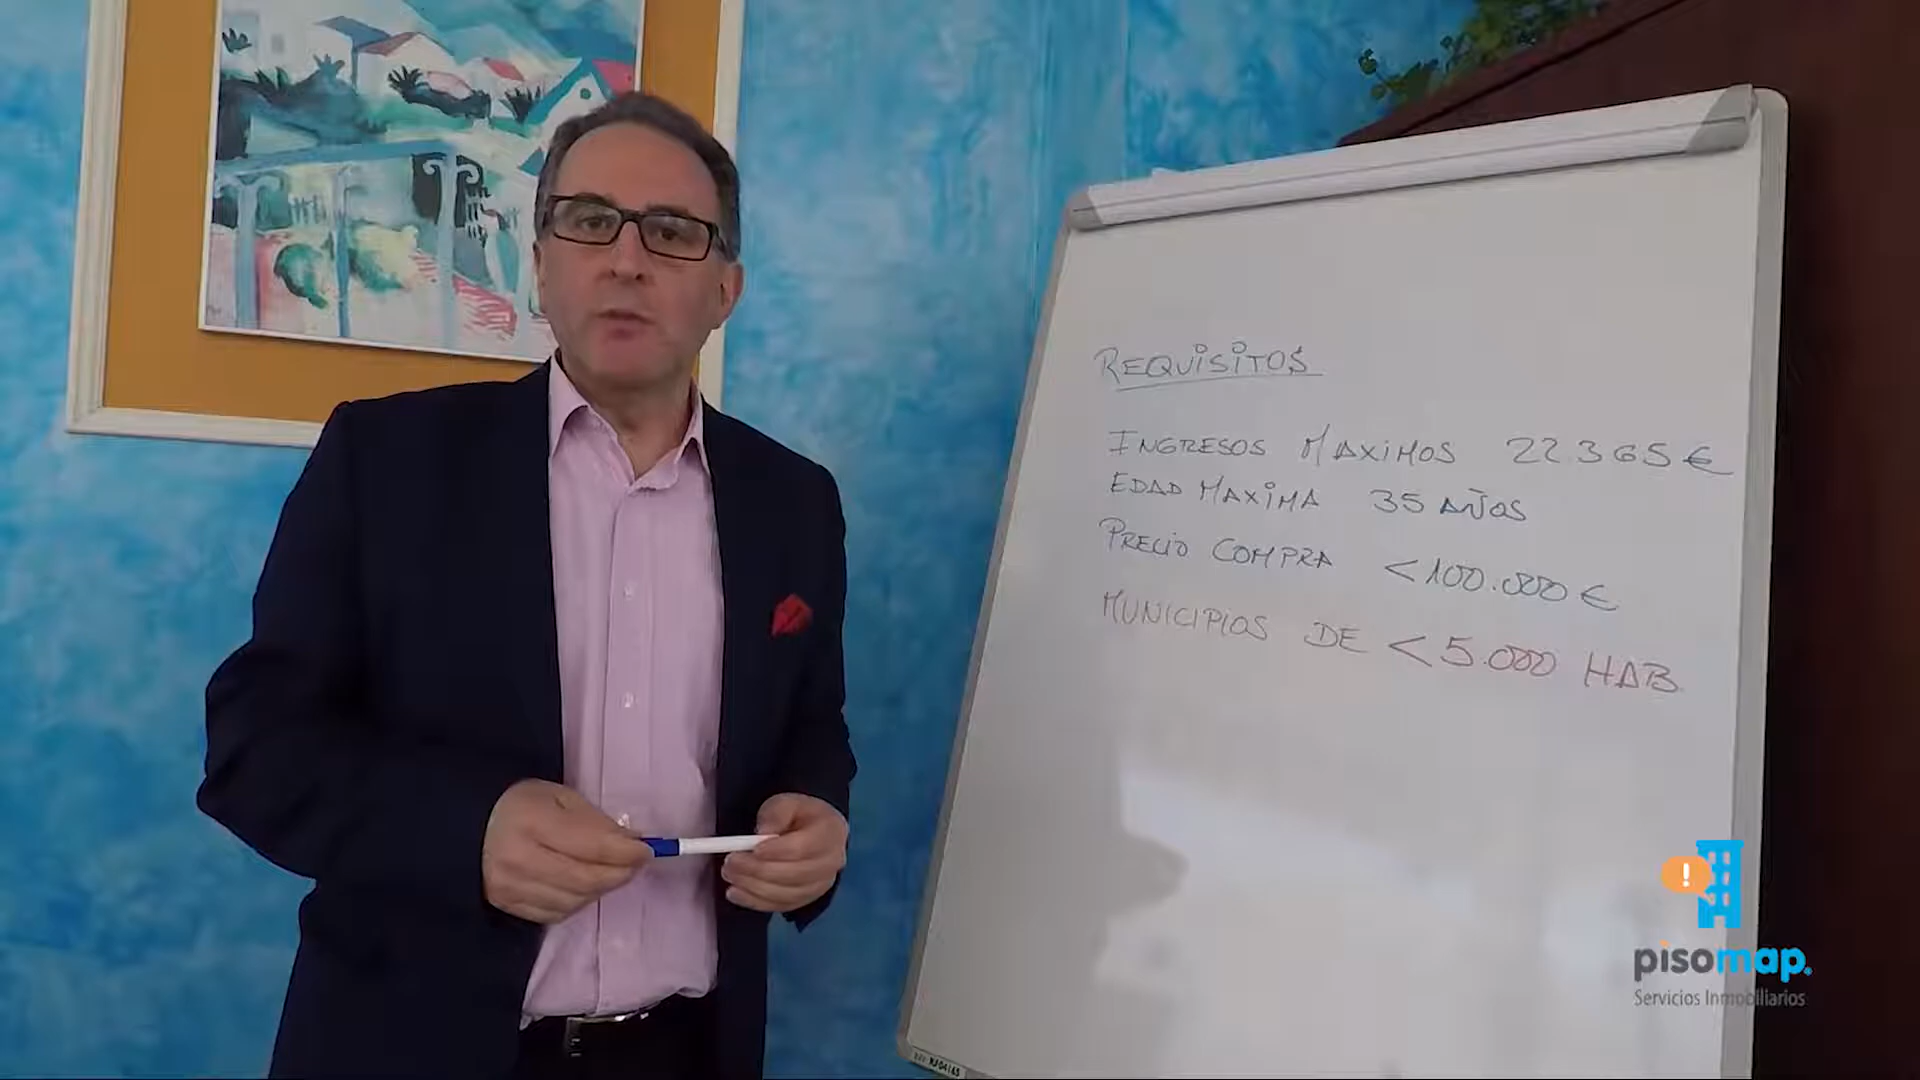 REQUISITOS
INGRESOS MAXIMOS 22365€
EDAD MAXIMA 35 AÑOS
PRECIO COMPRA <100.000€
MUNICIPIOS DE <5.000 HAB.
!
pisomap.
Servicios Inmobiliarios